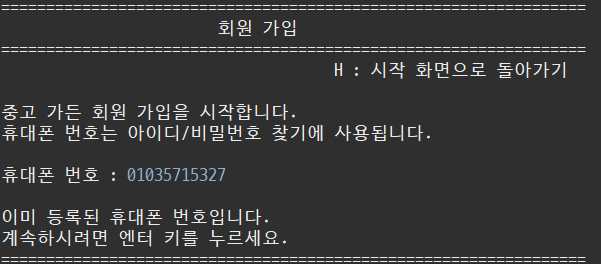 ==================================================================
회원 가입
==================================================================
H : 시작 화면으로 돌아가기
중고 가든 회원 가입을 시작합니다.
휴대폰 번호는 아이디/비밀번호 찾기에 사용됩니다.
휴대폰 번호 : 01035715327
이미 등록된 휴대폰 번호입니다.
계속하시려면 엔터 키를 누르세요.
==================================================================